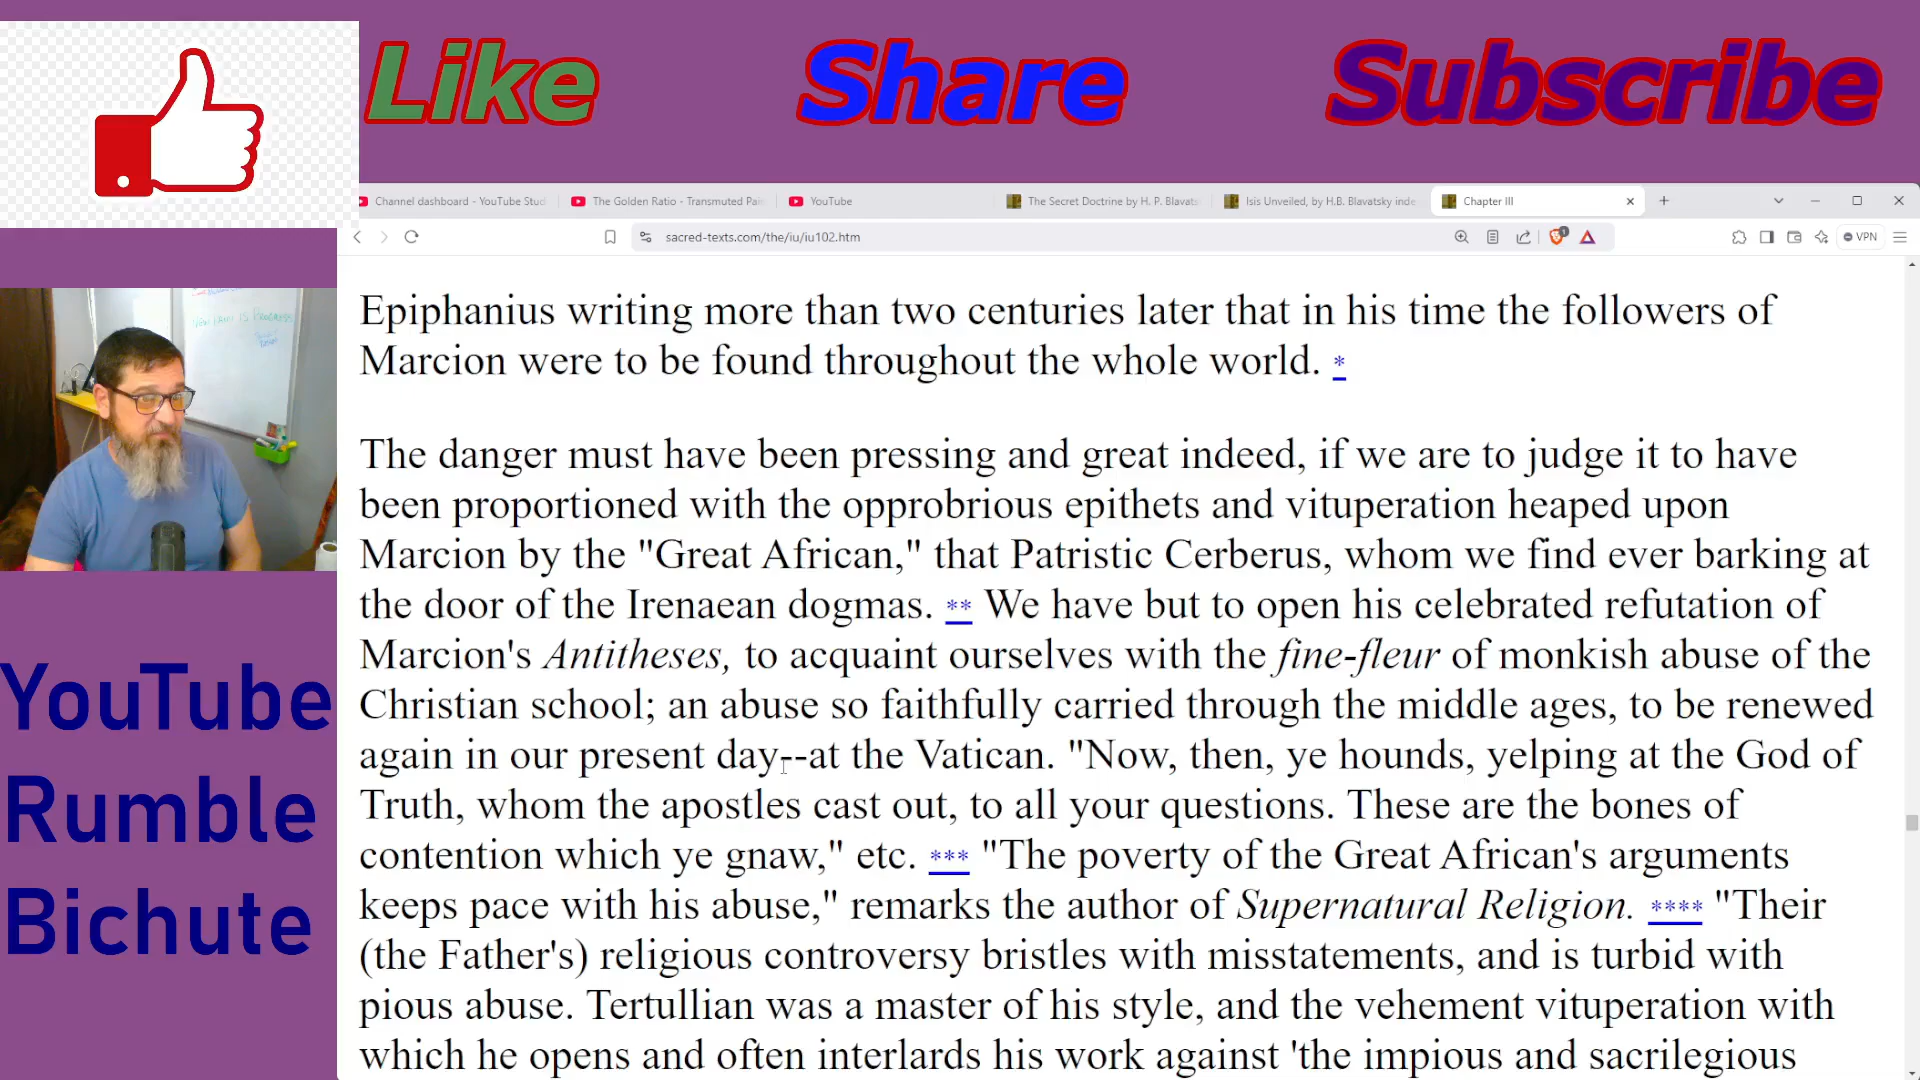 Like Share Subscribe
Channel dashboard - YouTube Stud
The Golden Ratio - Transmuted Pai
YouTube
The Secret Doctrine by H. P. Blavats
Isis Unveiled, by H.B. Blavatsky inde
Chapter III
sacred-texts.com/the/iu/iu102.htm
1
VPN
Epiphanius writing more than two centuries later that in his time the followers of
Marcion were to be found throughout the whole world. *
The danger must have been pressing and great indeed, if we are to judge it to have
been proportioned with the opprobrious epithets and vituperation heaped upon
Marcion by the "Great African," that Patristic Cerberus, whom we find ever barking at
the door of the Irenaean dogmas. ** We have but to open his celebrated refutation of
Marcion's Antitheses, to acquaint ourselves with the fine-fleur of monkish abuse of the
Christian school; an abuse so faithfully carried through the middle ages, to be renewed
again in our present day--at the Vatican. "Now, then, ye hounds, yelping at the God of
Truth, whom the apostles cast out, to all your questions. These are the bones of
contention which ye gnaw," etc. *** "The poverty of the Great African's arguments
keeps pace with his abuse," remarks the author of Supernatural Religion. **** "Their
(the Father's) religious controversy bristles with misstatements, and is turbid with
pious abuse. Tertullian was a master of his style, and the vehement vituperation with
which he opens and often interlards his work against 'the impious and sacrilegious
YouTube
Rumble
Bichute